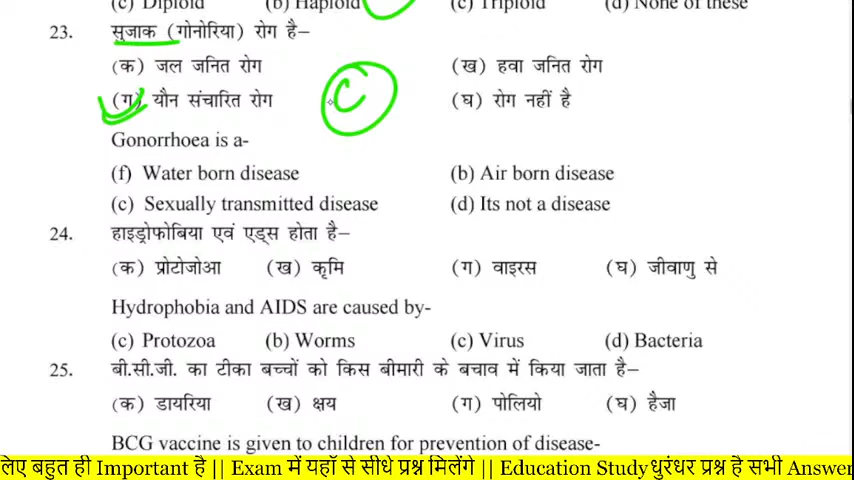 (c) Diploid (b) Haploid (c) Triploid (d) None of these
23. सुजाक (गोनोरिया) रोग है–
(क) जल जनित रोग (ख) हवा जनित रोग
(ग) यौन संचारित रोग C (घ) रोग नहीं है
Gonorrhoea is a-
(f) Water born disease (b) Air born disease
(c) Sexually transmitted disease (d) Its not a disease
24. हाइड्रोफोबिया एवं एड्स होता है–
(क) प्रोटोजोआ (ख) कृमि (ग) वाइरस (घ) जीवाणु से
Hydrophobia and AIDS are caused by-
(c) Protozoa (b) Worms (c) Virus (d) Bacteria
25. बी.सी.जी. का टीका बच्चों को किस बीमारी के बचाव में किया जाता है–
(क) डायरिया (ख) क्षय (ग) पोलियो (घ) हैजा
BCG vaccine is given to children for prevention of disease-
लिए बहुत ही Important है || Exam में यहाॅ से सीधे प्रश्न मिलेंगे || Education Study धुरंधर प्रश्न है सभी Answer